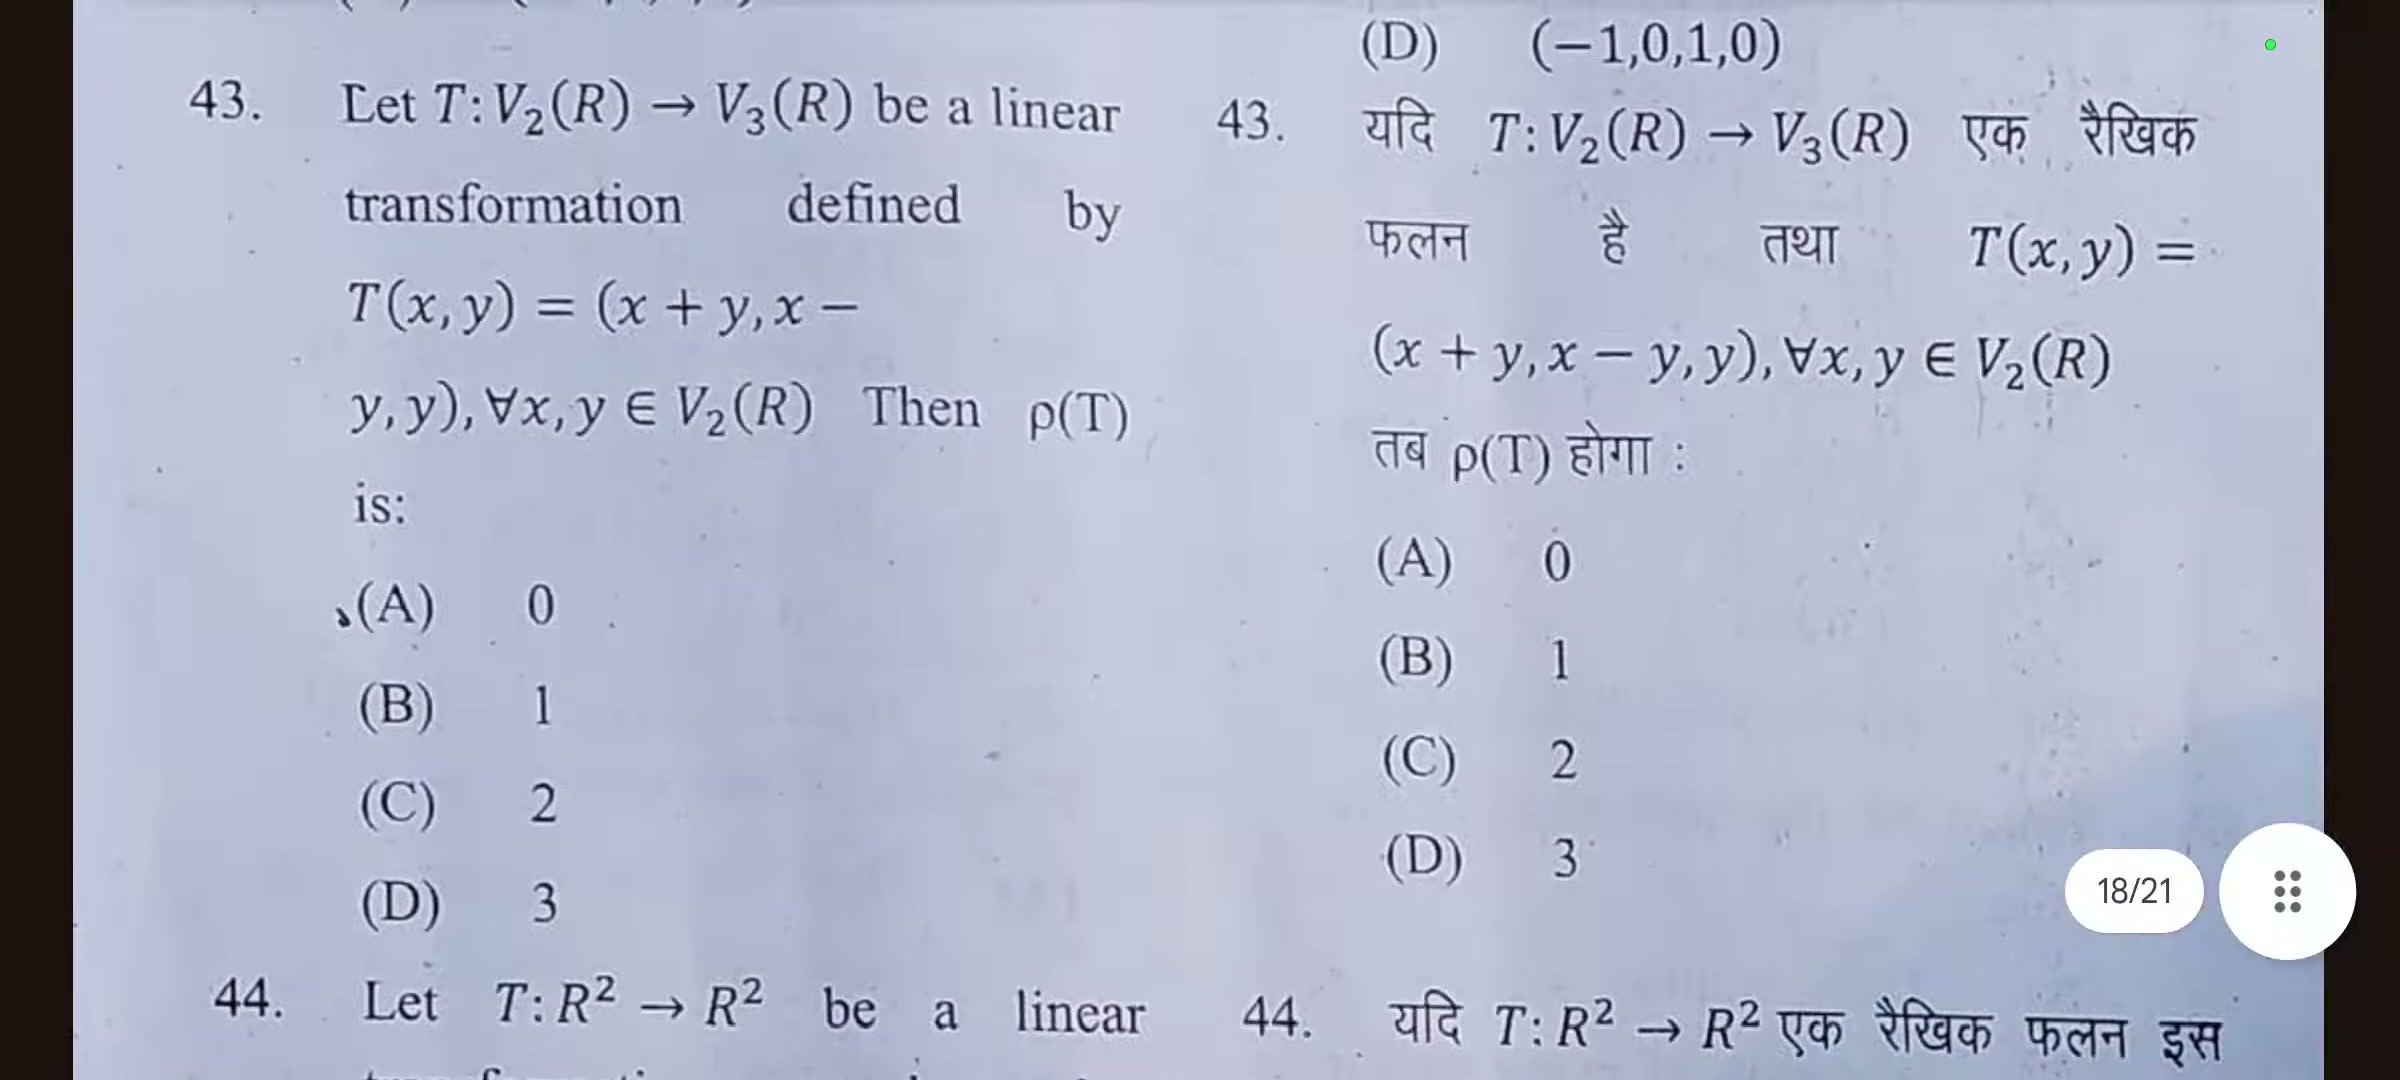 43. Let T:V₂(R) → V₃(R) be a linear
transformation defined by
T(x, y) = (x + y, x −
y, y), ∀x, y ∈ V₂(R) Then ρ(T)
is:
(A) 0
(B) 1
(C) 2
(D) 3
44. Let T: R² → R² be a linear
(D) (−1,0,1,0)
43. यदि T:V₂(R) → V₃(R) एक रैखिक
फलन है तथा T(x, y) =
(x + y, x − y, y), ∀x, y ∈ V₂(R)
तब ρ(T) होगा :
(A) 0
(B) 1
(C) 2
(D) 3
44. यदि T: R² → R² एक रैखिक फलन इस
18/21